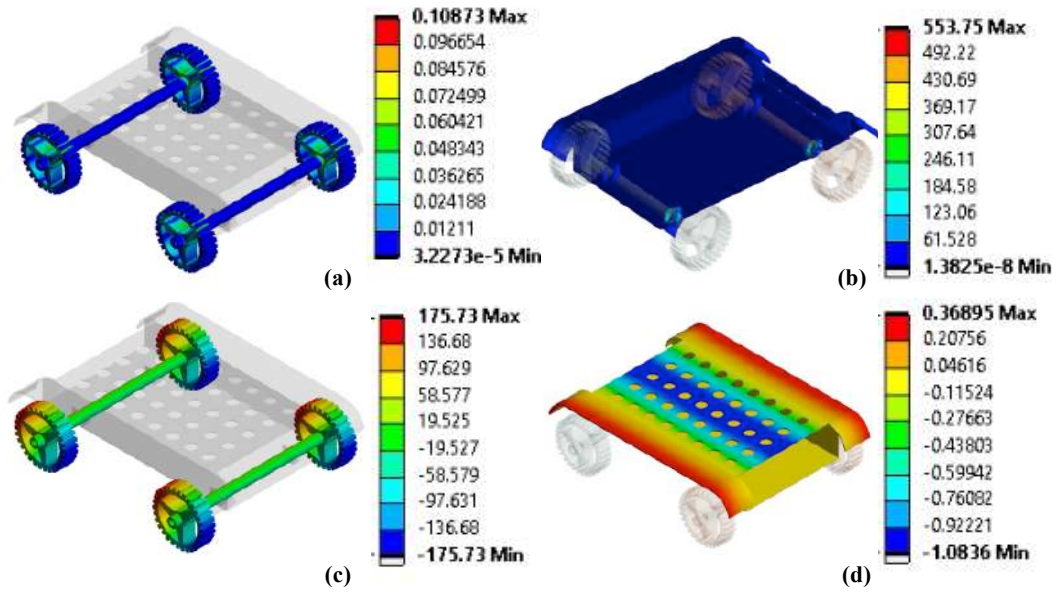 0.10873 Max
0.096654
0.084576
0.072499
0.060421
0.048343
0.036265
0.024188
0.01211
3.2273e-5 Min
(a)
553.75 Max
492.22
430.69
369.17
307.64
246.11
184.58
123.06
61.528
1.3825e-8 Min
(b)
175.73 Max
136.68
97.629
58.577
19.525
-19.527
-58.579
-97.631
-136.68
-175.73 Min
(c)
0.36895 Max
0.20756
0.04616
-0.11524
-0.27663
-0.43803
-0.59942
-0.76082
-0.92221
-1.0836 Min
(d)